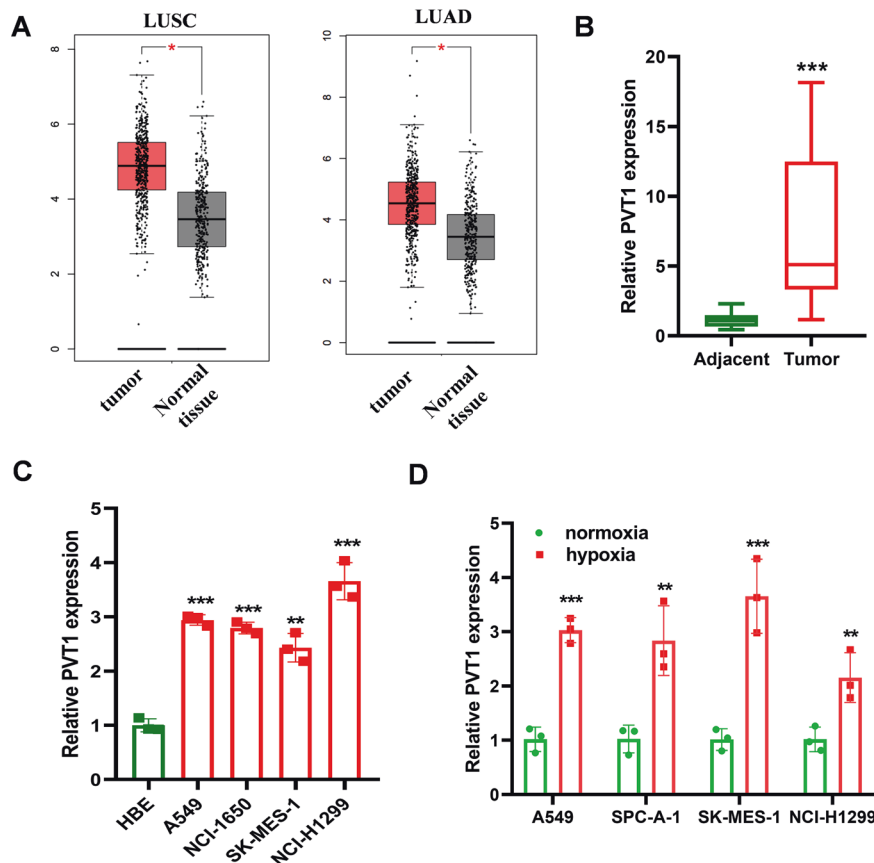 A
LUSC
*
8
6
4
2
0
tumor
Normal
tissue
LUAD
*
10
8
6
4
2
0
tumor
Normal
tissue
B
Relative PVT1 expression
20
15
10
5
0
***
Adjacent
Tumor
C
Relative PVT1 expression
5
4
3
2
1
0
***
***
**
***
HBE
A549
NCI-1650
SK-MES-1
NCI-H1299
D
normoxia
hypoxia
Relative PVT1 expression
5
4
3
2
1
0
***
**
***
**
A549
SPC-A-1
SK-MES-1
NCI-H1299